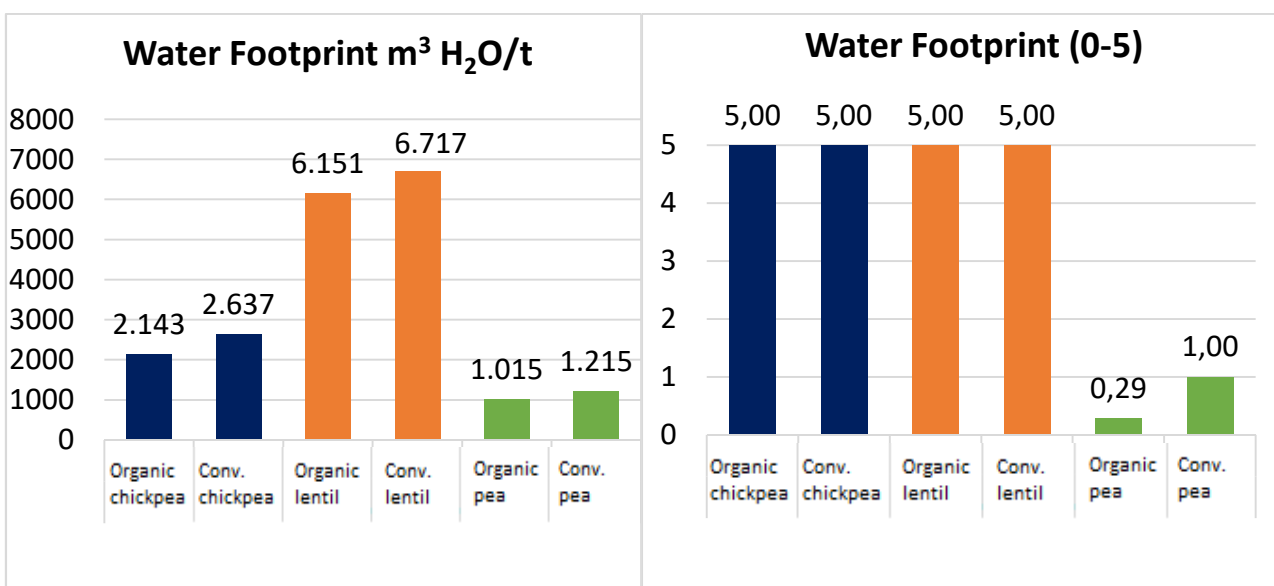 Water Footprint m³ H₂O/t
8000
7000
6000
5000
4000
3000
2000
1000
0
2.143
2.637
6.151
6.717
1.015
1.215
Organic chickpea
Conv. chickpea
Organic lentil
Conv. lentil
Organic pea
Conv. pea
Water Footprint (0-5)
5
4
3
2
1
0
5,00
5,00
5,00
5,00
0,29
1,00
Organic chickpea
Conv. chickpea
Organic lentil
Conv. lentil
Organic pea
Conv. pea